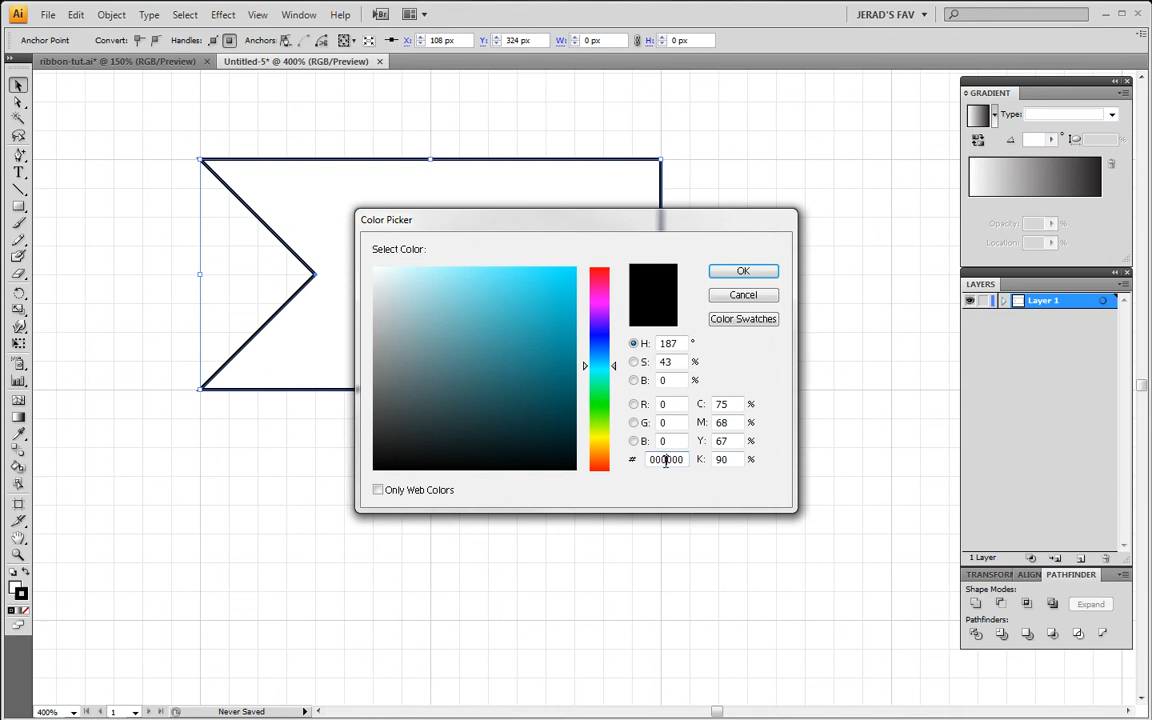 Ai File Edit Object Type Select Effect View Window Help Br JERAD'S FAV
Anchor Point Convert: Handles: Anchors: X: 108 px Y: 324 px W: 0 px H: 0 px
ribbon-tut.ai* @ 150% (RGB/Preview) × Untitled-5* @ 400% (RGB/Preview) ×
GRADIENT
Type:
°
%
Opacity: %
Location: %
Color Picker
Select Color:
OK
Cancel
Color Swatches
H: 187 °
S: 43 %
B: 0 %
R: 0 C: 75 %
G: 0 M: 68 %
B: 0 Y: 67 %
# 000000 K: 90 %
Only Web Colors
LAYERS
Layer 1
1 Layer
TRANSFORM ALIGN PATHFINDER
Shape Modes:
Expand
Pathfinders:
400% 1 Never Saved